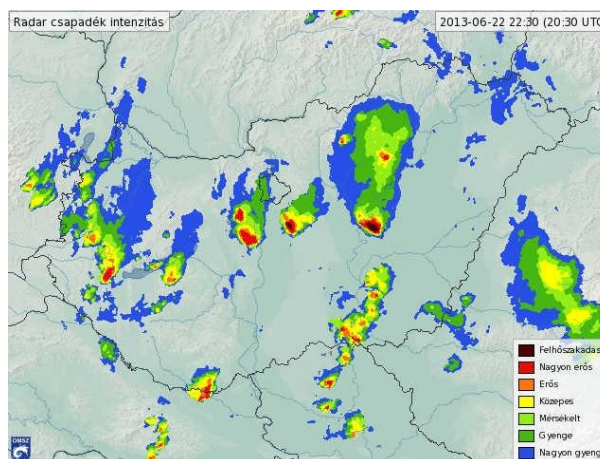 Radar csapadék intenzitás
2013-06-22 22:30 (20:30 UTC
Felhőszakadás
Nagyon erős
Erős
Közepes
Mérsékelt
Gyenge
Nagyon gyeng
OMSZ